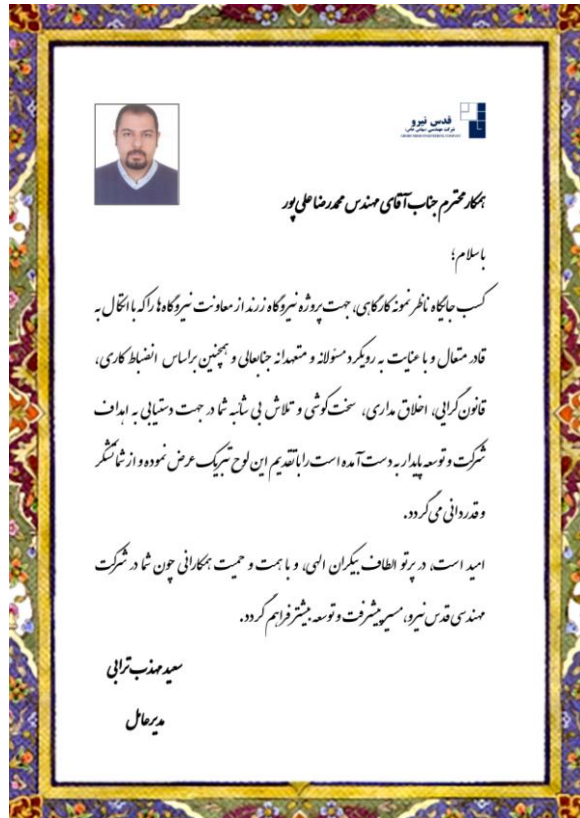 قدس نیرو
شرکت مهندسی (سهامی خاص)
همکار محترم جناب آقای مهندس محمدرضا علی پور
باسلام؛
کسب جایگاه ناظر نمونه کارگاهی، جهت پروژه نیروگاه زرند از معاونت نیروگاه ها را که با اتکال به
قادر متعال و با عنایت به رویکرد مسئولانه و متعهدانه جنابعالی و همچنین براساس انضباط کاری،
قانون گرایی، اخلاق مداری، سخت کوشی و تلاش بی شائبه شما در جهت دستیابی به اهداف
شرکت و توسعه پایدار به دست آمده است را با تقدیم این لوح تبریک عرض نموده و از شما تشکر
و قدردانی می گردد.
امید است، در پرتو الطاف بیکران الهی، و با همت و حمیت همکارانی چون شما در شرکت
مهندسی قدس نیرو، مسیر پیشرفت و توسعه بیشتر فراهم گردد.
سعید مهذب ترابی
مدیرعامل